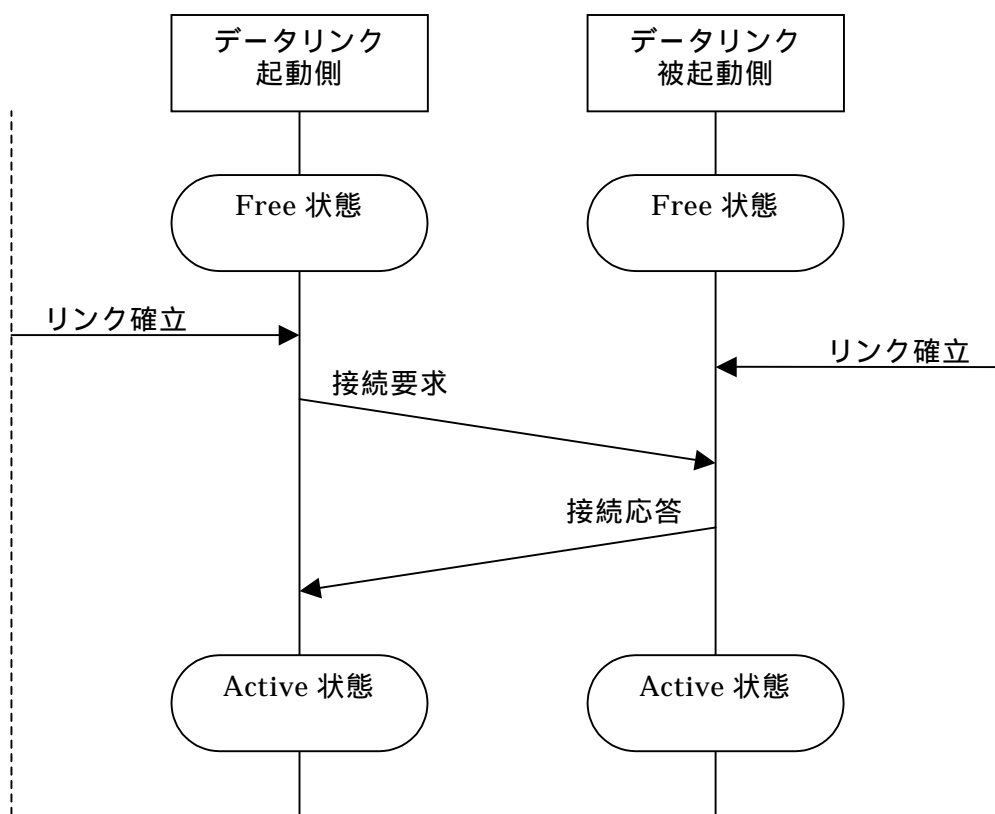 データリンク
起動側
データリンク
被起動側
Free 状態
Free 状態
リンク確立
リンク確立
接続要求
接続応答
Active 状態
Active 状態